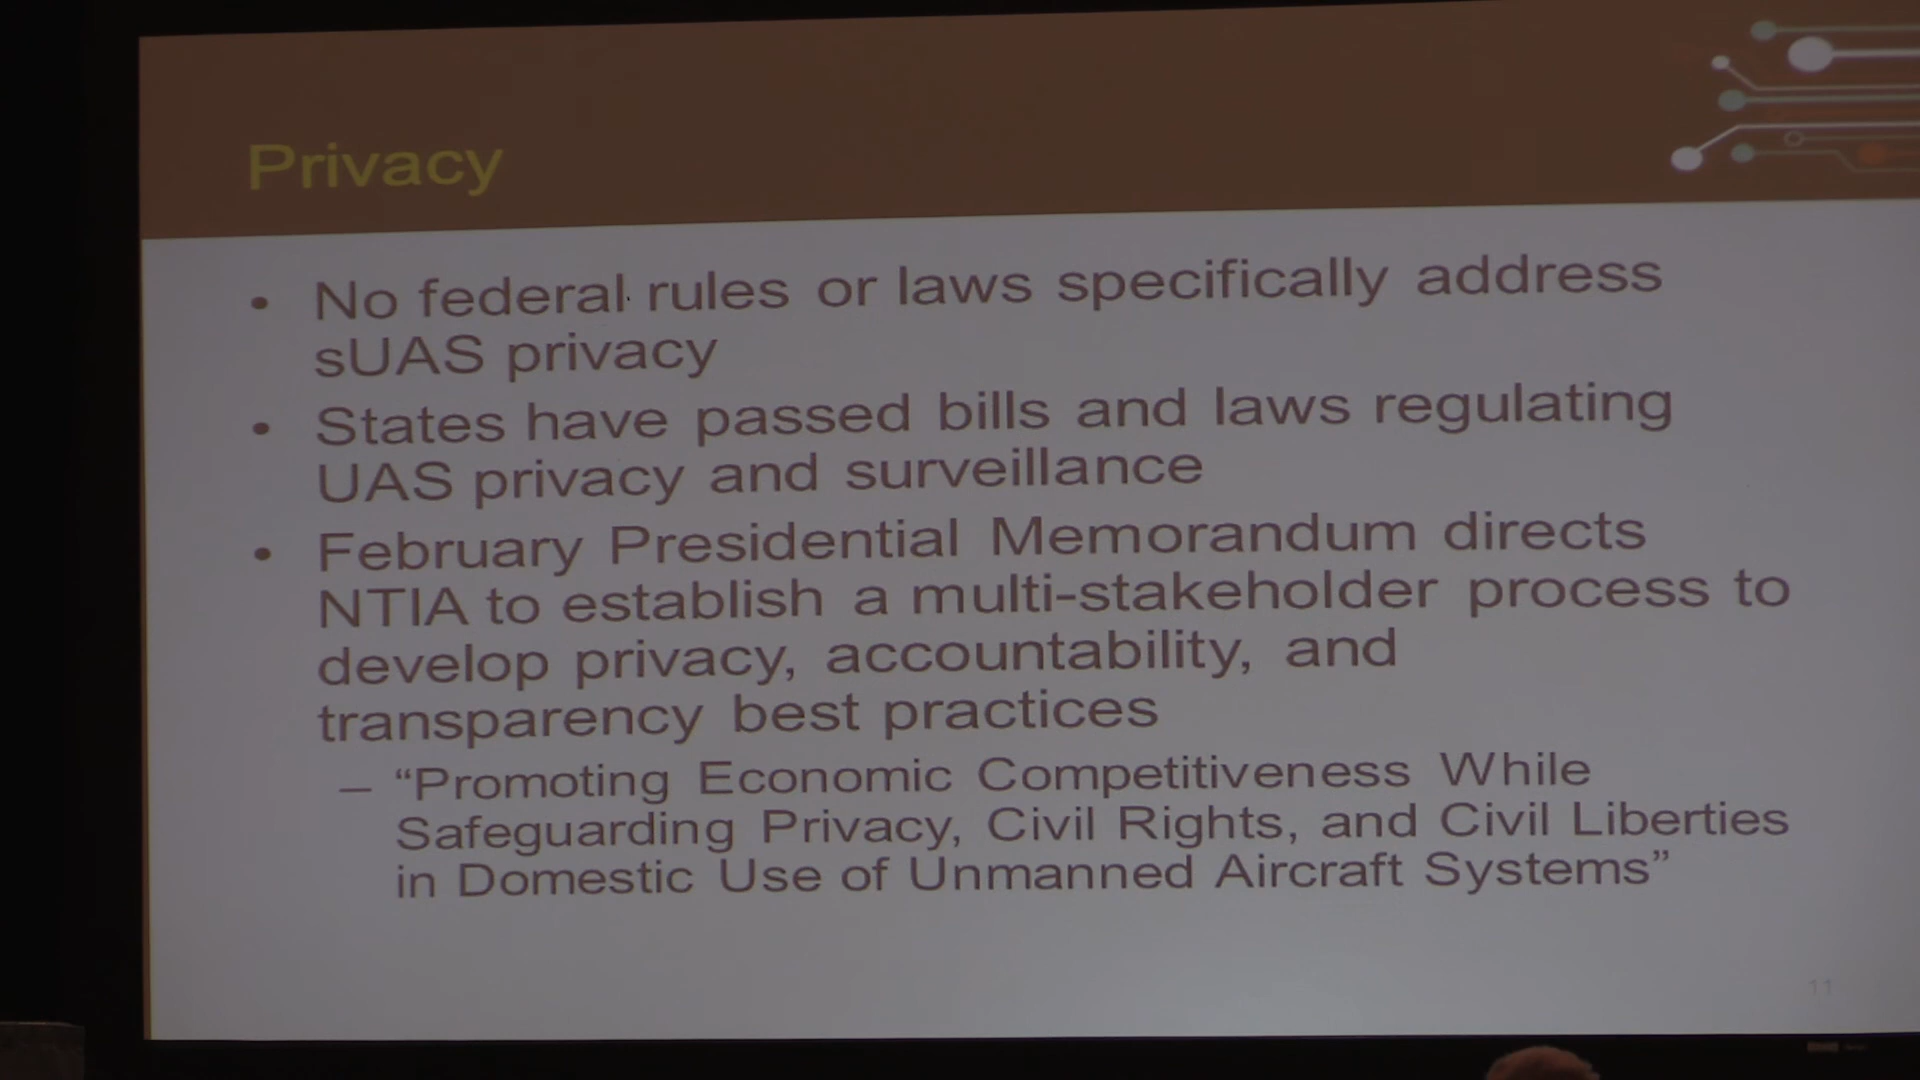 Privacy
• No federal rules or laws specifically address
sUAS privacy
• States have passed bills and laws regulating
UAS privacy and surveillance
• February Presidential Memorandum directs
NTIA to establish a multi-stakeholder process to
develop privacy, accountability, and
transparency best practices
– “Promoting Economic Competitiveness While
Safeguarding Privacy, Civil Rights, and Civil Liberties
in Domestic Use of Unmanned Aircraft Systems”
11